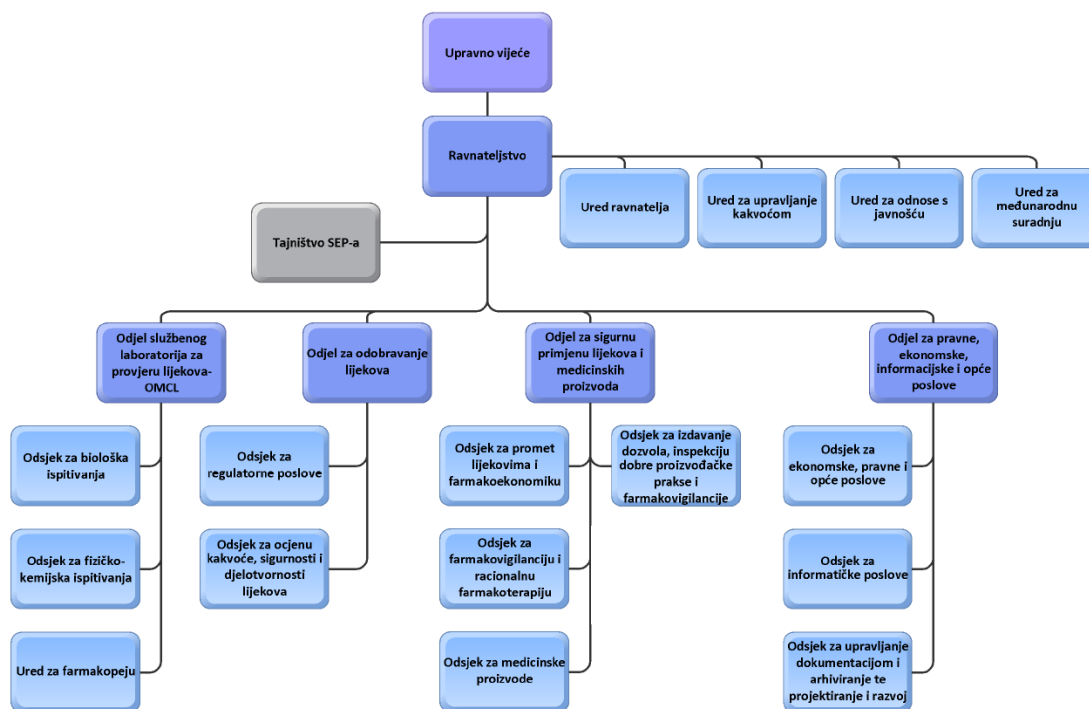 Upravno vijeće
Ravnateljstvo
Ured ravnatelja
Ured za upravljanje
kakvoćom
Ured za odnose s
javnošću
Ured za
međunarodnu
suradnju
Tajništvo SEP-a
Odjel službenog
laboratorija za
provjeru lijekova-
OMCL
Odjel za odobravanje
lijekova
Odjel za sigurnu
primjenu lijekova i
medicinskih
proizvoda
Odjel za pravne,
ekonomske,
informacijske i opće
poslove
Odsjek za biološka
ispitivanja
Odsjek za
regulatorne poslove
Odsjek za promet
lijekovima i
farmakoekonomiku
Odsjek za izdavanje
dozvola, inspekciju
dobre proizvođačke
prakse i
farmakovigilancije
Odsjek za
ekonomske, pravne i
opće poslove
Odsjek za fizičko-
kemijska ispitivanja
Odsjek za ocjenu
kakvoće, sigurnosti i
djelotvornosti
lijekova
Odsjek za
farmakovigilanciju i
racionalnu
farmakoterapiju
Odsjek za
informatičke poslove
Ured za farmakopeju
Odsjek za medicinske
proizvode
Odsjek za upravljanje
dokumentacijom i
arhiviranje te
projektiranje i razvoj